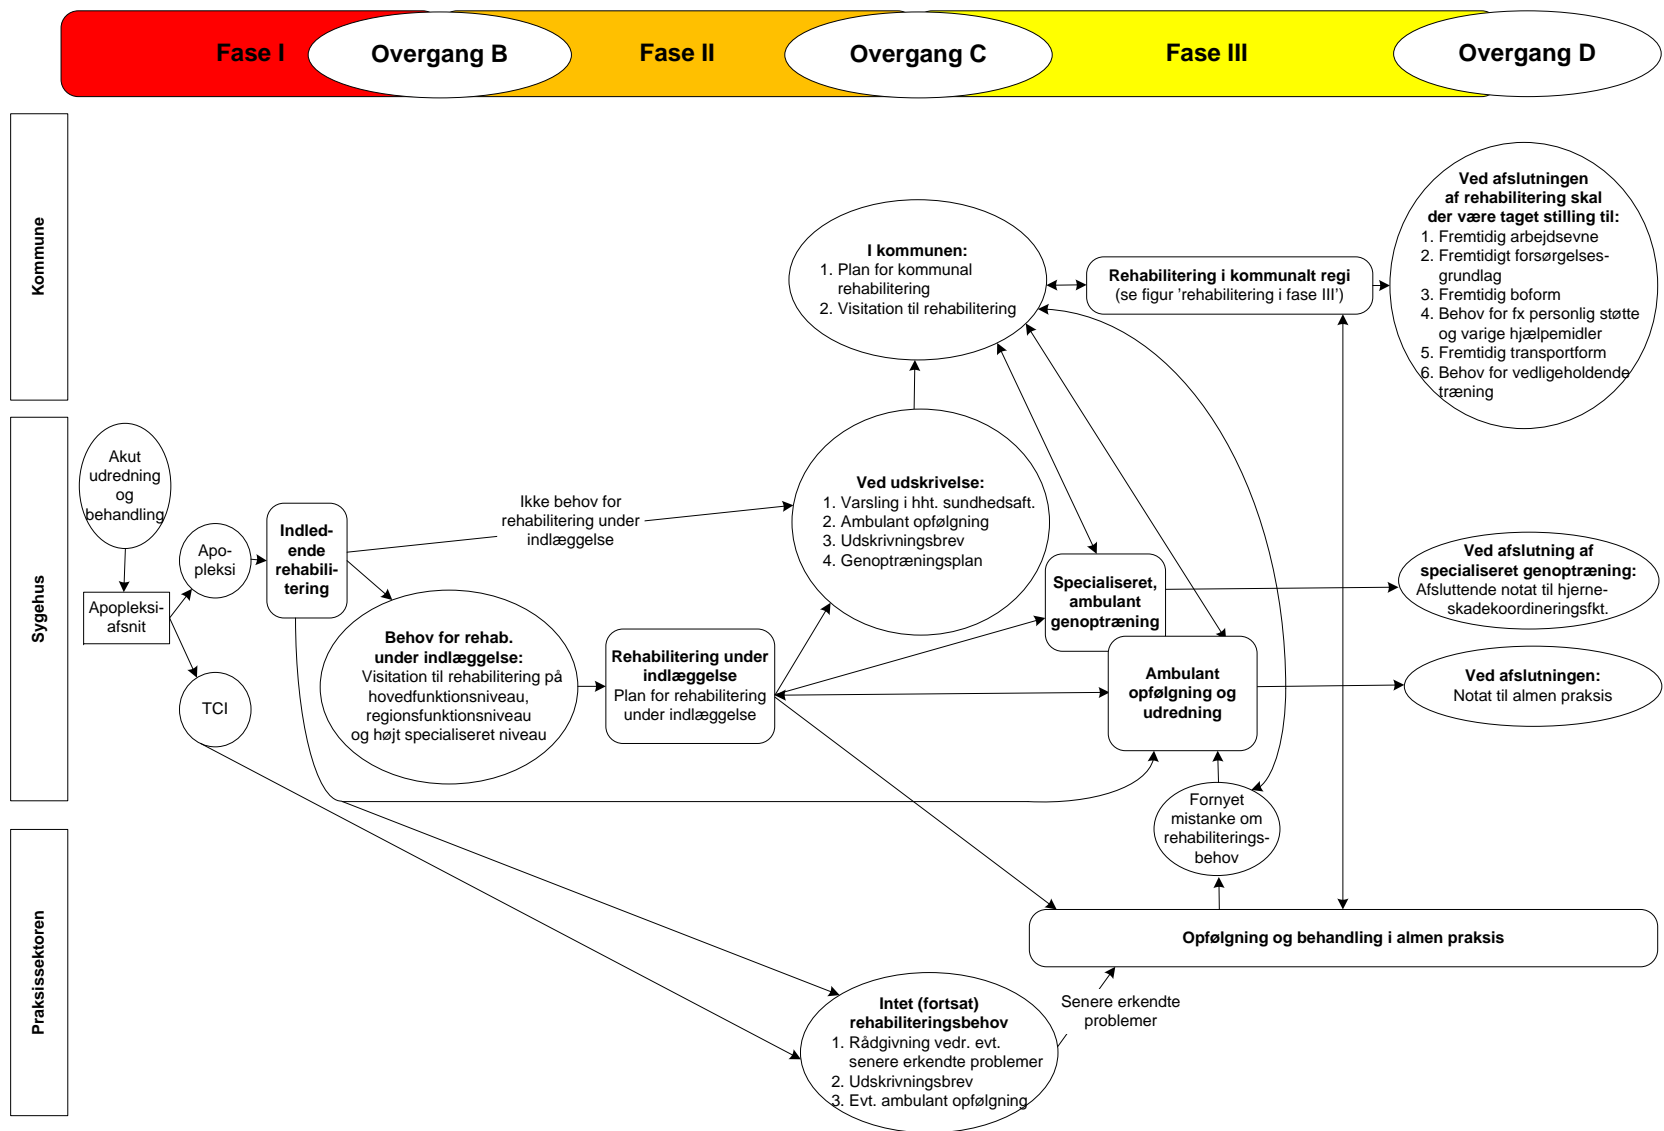 Fase I
Overgang B
Fase II
Overgang C
Fase III
Overgang D
Kommune
Sygehus
Praksissektoren
Ved afslutningen
af rehabilitering skal
der være taget stilling til:
1. Fremtidig arbejdsevne
2. Fremtidigt forsørgelses-
grundlag
3. Fremtidig boform
4. Behov for fx personlig støtte
og varige hjælpemidler
5. Fremtidig transportform
6. Behov for vedligeholdende
træning
I kommunen:
1. Plan for kommunal
rehabilitering
2. Visitation til rehabilitering
Rehabilitering i kommunalt regi
(se figur 'rehabilitering i fase III')
Akut
udredning
og
behandling
Apopleksi-
afsnit
Apo-
pleksi
TCI
Indled-
ende
rehabili-
tering
Ikke behov for
rehabilitering under
indlæggelse
Behov for rehab.
under indlæggelse:
Visitation til rehabilitering på
hovedfunktionsniveau,
regionsfunktionsniveau
og højt specialiseret niveau
Rehabilitering under
indlæggelse
Plan for rehabilitering
under indlæggelse
Ved udskrivelse:
1. Varsling i hht. sundhedsaft.
2. Ambulant opfølgning
3. Udskrivningsbrev
4. Genoptræningsplan
Specialiseret,
ambulant
genoptræning
Ambulant
opfølgning og
udredning
Ved afslutning af
specialiseret genoptræning:
Afsluttende notat til hjerne-
skadekoordineringsfkt.
Ved afslutningen:
Notat til almen praksis
Fornyet
mistanke om
rehabiliterings-
behov
Opfølgning og behandling i almen praksis
Senere erkendte
problemer
Intet (fortsat)
rehabiliteringsbehov
1. Rådgivning vedr. evt.
senere erkendte problemer
2. Udskrivningsbrev
3. Evt. ambulant opfølgning